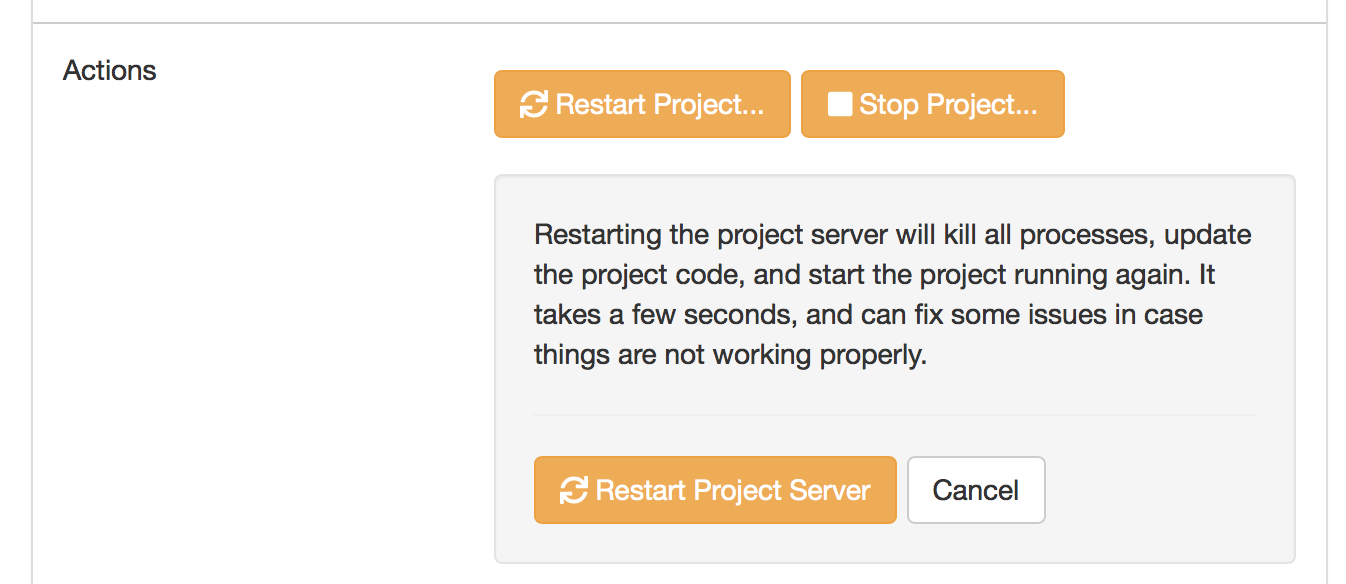 Actions
Restart Project... Stop Project...
Restarting the project server will kill all processes, update
the project code, and start the project running again. It
takes a few seconds, and can fix some issues in case
things are not working properly.
Restart Project Server Cancel